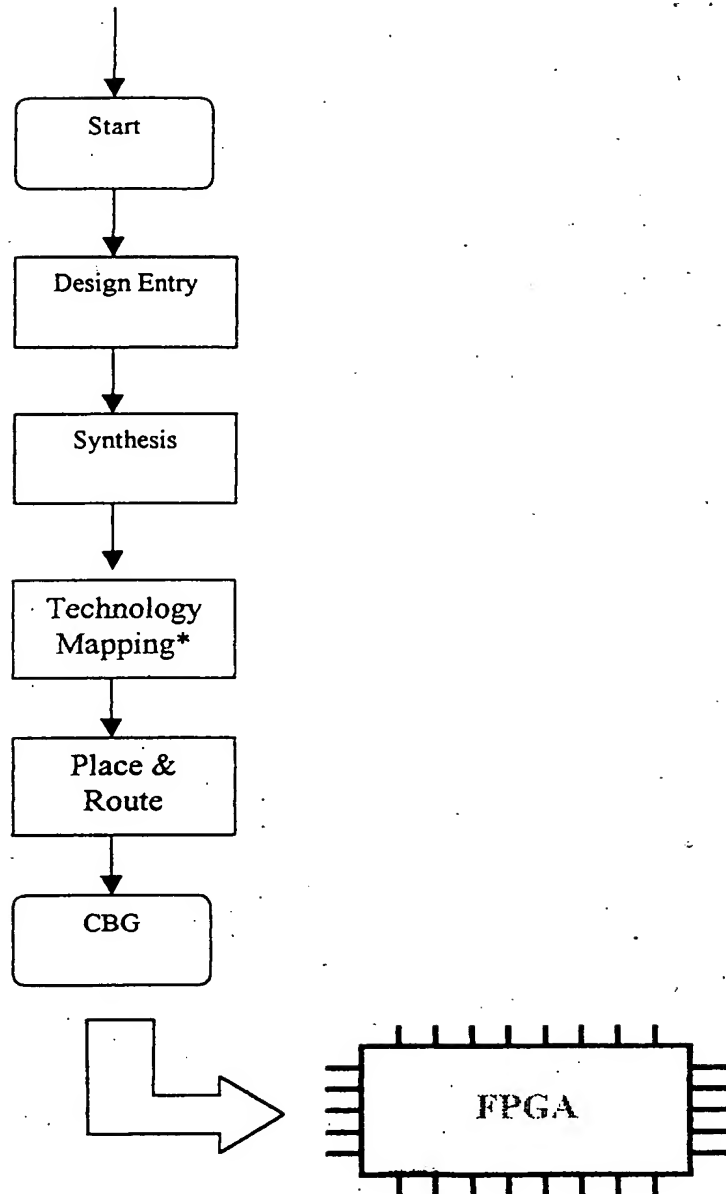 Start
Design Entry
Synthesis
Technology
Mapping*
Place &
Route
CBG
FPGA